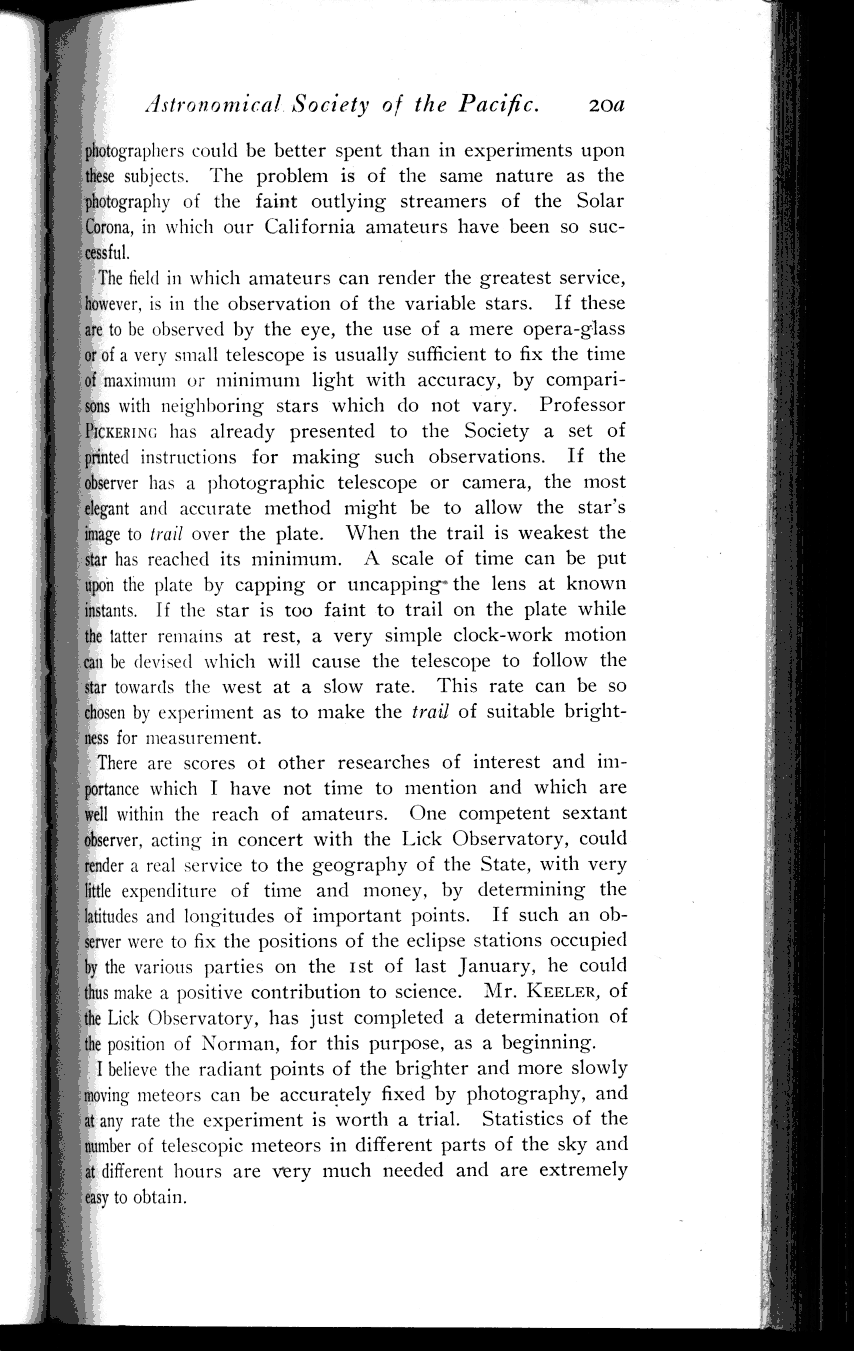 Astronomical Society of the Pacific. 20a
photographers could be better spent than in experiments upon
these subjects. The problem is of the same nature as the
photography of the faint outlying streamers of the Solar
Corona, in which our California amateurs have been so suc-
cessful.
The field in which amateurs can render the greatest service,
however, is in the observation of the variable stars. If these
are to be observed by the eye, the use of a mere opera-glass
or of a very small telescope is usually sufficient to fix the time
of maximum or minimum light with accuracy, by compari-
sons with neighboring stars which do not vary. Professor
PICKERING has already presented to the Society a set of
printed instructions for making such observations. If the
observer has a photographic telescope or camera, the most
elegant and accurate method might be to allow the star's
image to trail over the plate. When the trail is weakest the
star has reached its minimum. A scale of time can be put
upon the plate by capping or uncapping the lens at known
instants. If the star is too faint to trail on the plate while
the latter remains at rest, a very simple clock-work motion
can be devised which will cause the telescope to follow the
star towards the west at a slow rate. This rate can be so
chosen by experiment as to make the trail of suitable bright-
ness for measurement.
There are scores of other researches of interest and im-
portance which I have not time to mention and which are
well within the reach of amateurs. One competent sextant
observer, acting in concert with the Lick Observatory, could
render a real service to the geography of the State, with very
little expenditure of time and money, by determining the
latitudes and longitudes of important points. If such an ob-
server were to fix the positions of the eclipse stations occupied
by the various parties on the 1st of last January, he could
thus make a positive contribution to science. Mr. KEELER, of
the Lick Observatory, has just completed a determination of
the position of Norman, for this purpose, as a beginning.
I believe the radiant points of the brighter and more slowly
moving meteors can be accurately fixed by photography, and
at any rate the experiment is worth a trial. Statistics of the
number of telescopic meteors in different parts of the sky and
at different hours are very much needed and are extremely
easy to obtain.